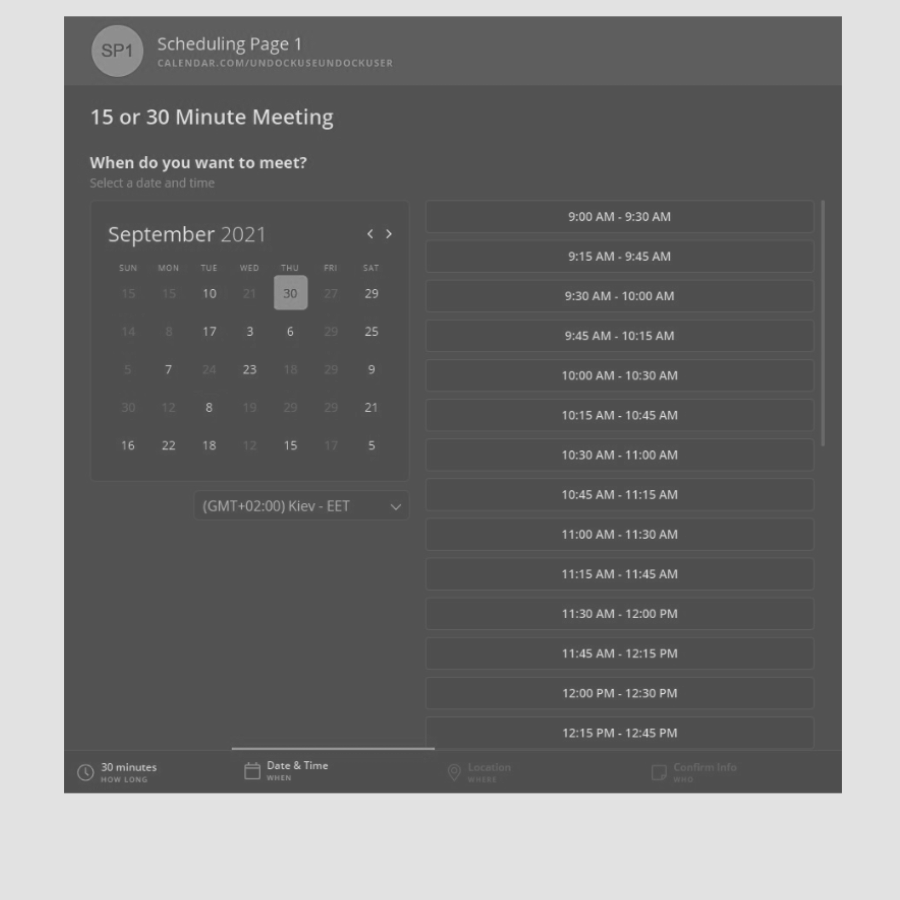 SP1
Scheduling Page 1
CALENDAR.COM/UNDOCKUSEUNDOCKUSER
15 or 30 Minute Meeting
When do you want to meet?
Select a date and time
September 2021
SUN MON TUE WED THU FRI SAT
15 15 10 21 30 27 29
14 8 17 3 6 29 25
5 7 24 23 18 29 9
30 12 8 19 29 29 21
16 22 18 12 15 17 5
(GMT+02:00) Kiev - EET
9:00 AM - 9:30 AM
9:15 AM - 9:45 AM
9:30 AM - 10:00 AM
9:45 AM - 10:15 AM
10:00 AM - 10:30 AM
10:15 AM - 10:45 AM
10:30 AM - 11:00 AM
10:45 AM - 11:15 AM
11:00 AM - 11:30 AM
11:15 AM - 11:45 AM
11:30 AM - 12:00 PM
11:45 AM - 12:15 PM
12:00 PM - 12:30 PM
12:15 PM - 12:45 PM
30 minutes
HOW LONG
Date & Time
WHEN
Location
WHERE
Confirm Info
WHO